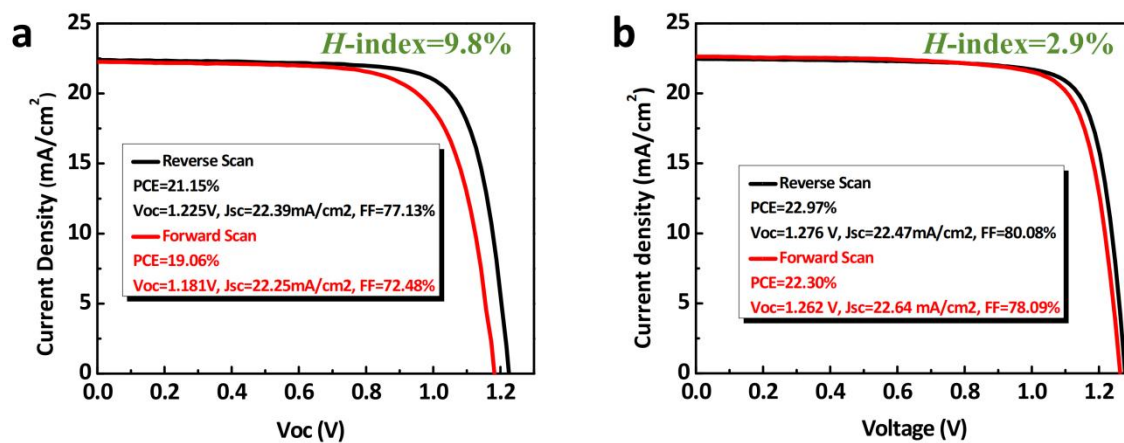 a
H-index=9.8%
25
20
15
10
5
0
Current Density (mA/cm²)
Reverse Scan
PCE=21.15%
Voc=1.225V, Jsc=22.39mA/cm2, FF=77.13%
Forward Scan
PCE=19.06%
Voc=1.181V, Jsc=22.25mA/cm2, FF=72.48%
0.0 0.2 0.4 0.6 0.8 1.0 1.2
Voc (V)
b
H-index=2.9%
25
20
15
10
5
0
Current density (mA/cm²)
Reverse Scan
PCE=22.97%
Voc=1.276 V, Jsc=22.47mA/cm2, FF=80.08%
Forward Scan
PCE=22.30%
Voc=1.262 V, Jsc=22.64 mA/cm2, FF=78.09%
0.0 0.2 0.4 0.6 0.8 1.0 1.2
Voltage (V)